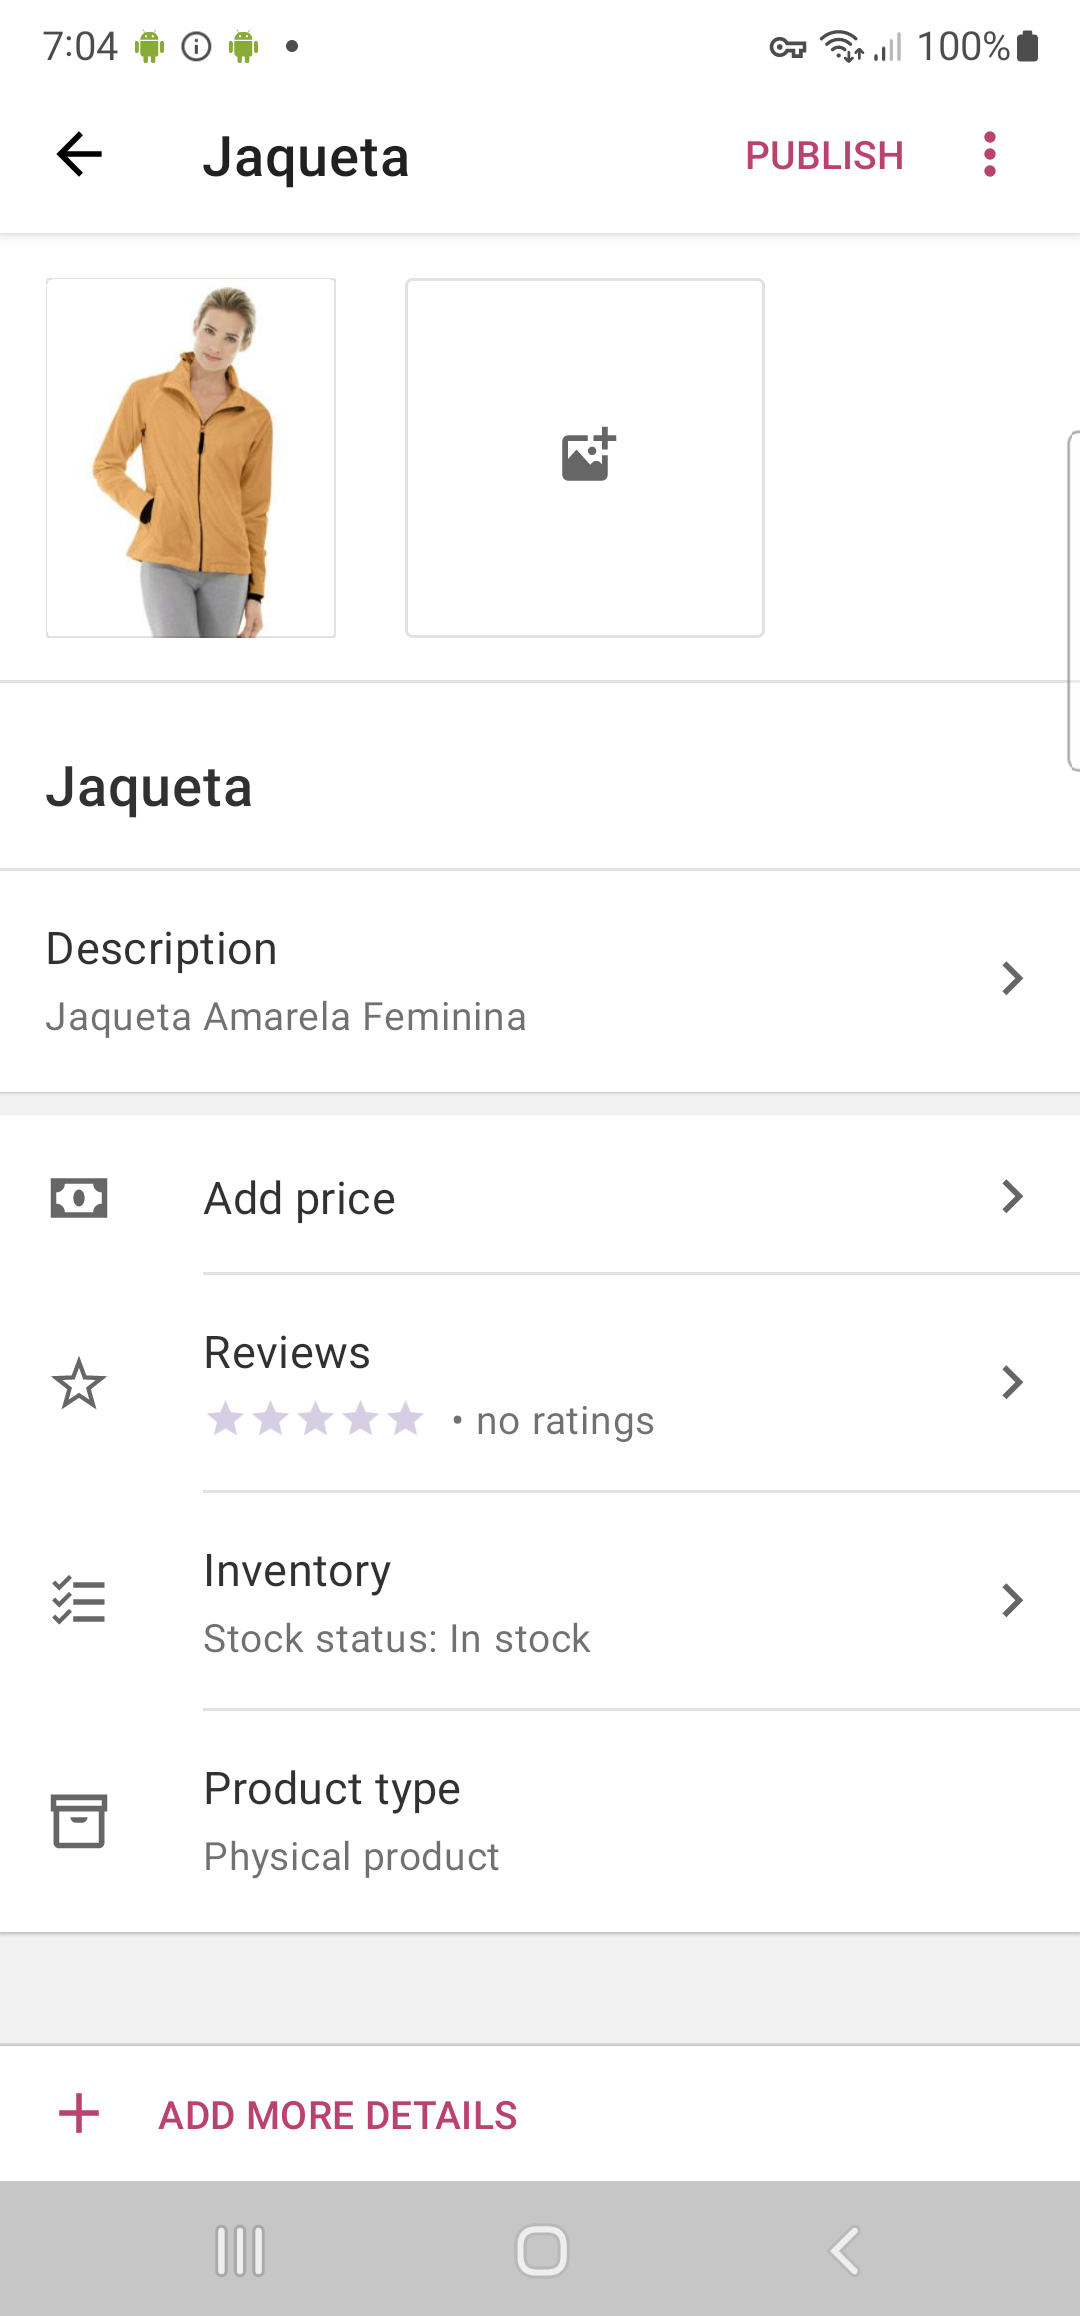 7:04
100%
Jaqueta
PUBLISH
Jaqueta
Description
Jaqueta Amarela Feminina
Add price
Reviews
• no ratings
Inventory
Stock status: In stock
Product type
Physical product
ADD MORE DETAILS